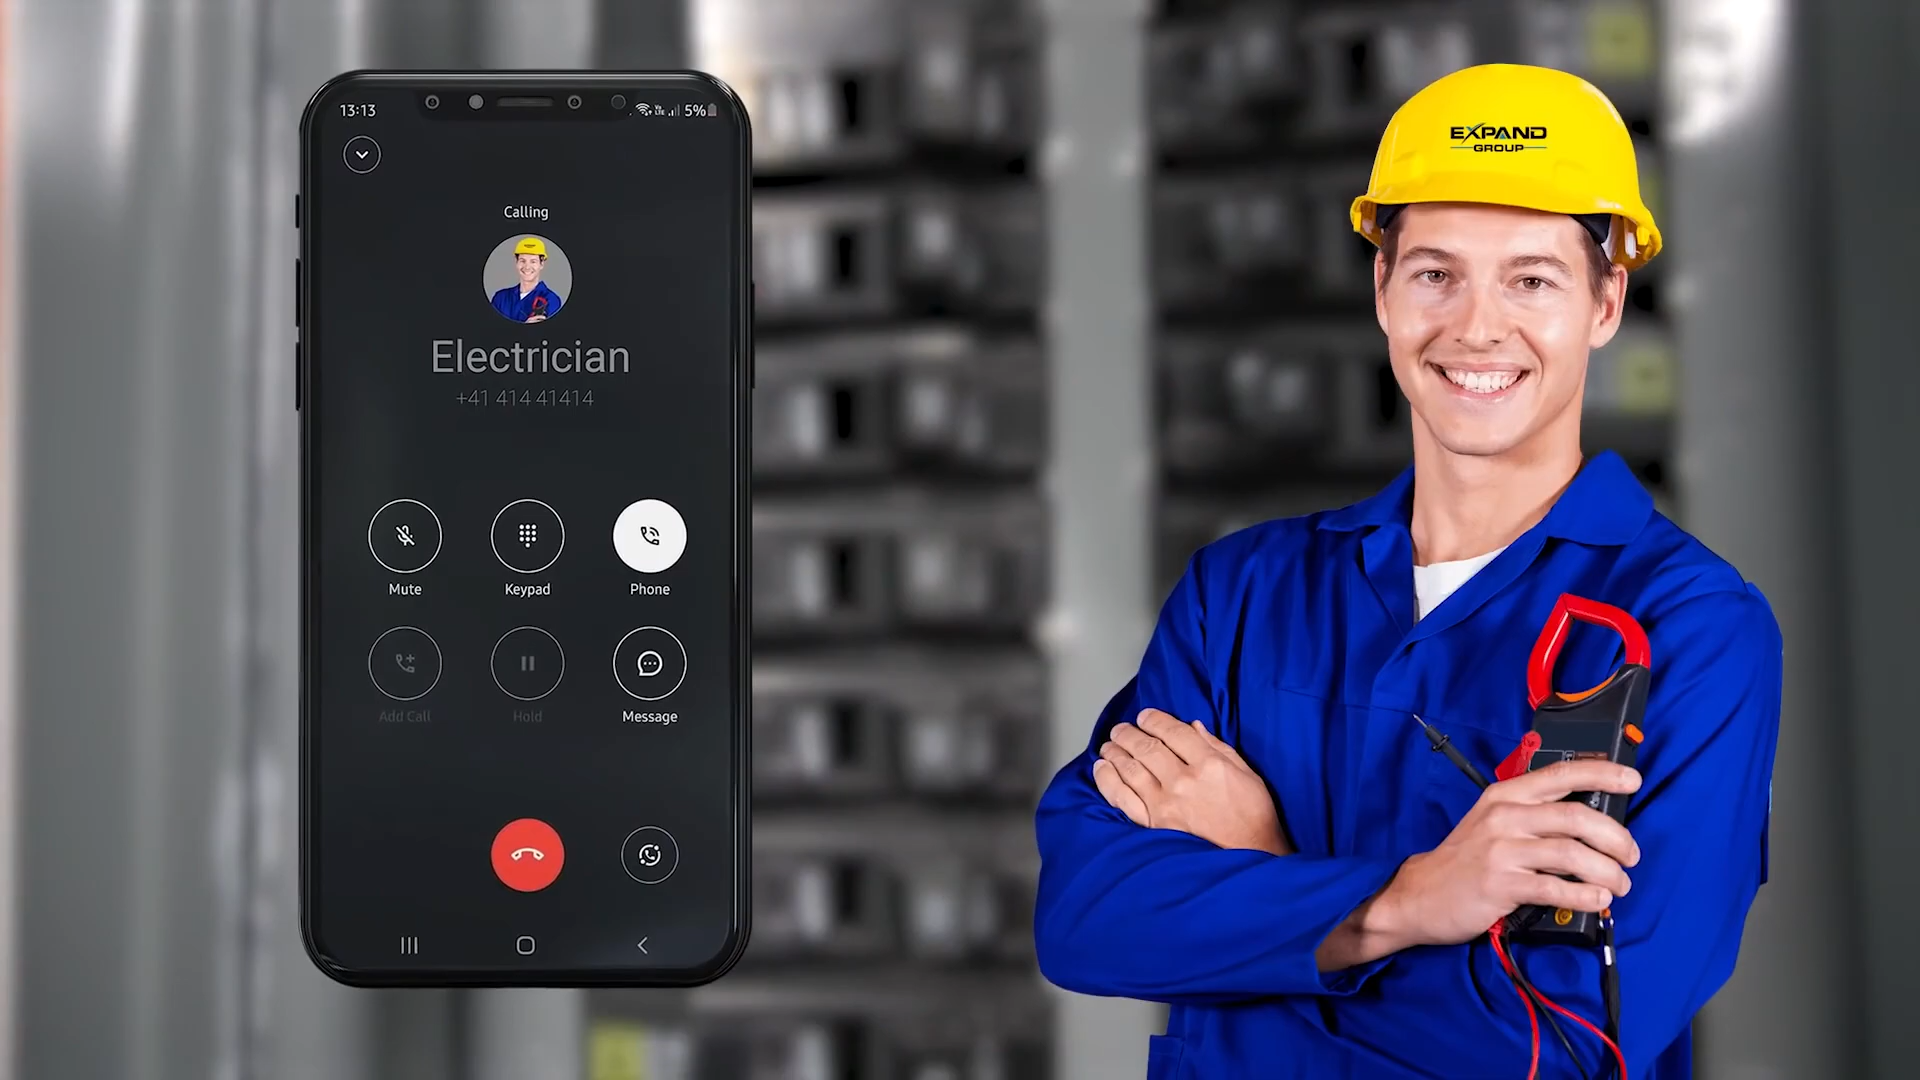 13:13
5%
Calling
Electrician
+41 414 41414
Mute
Keypad
Phone
Add Call
Hold
Message
EXPAND
GROUP